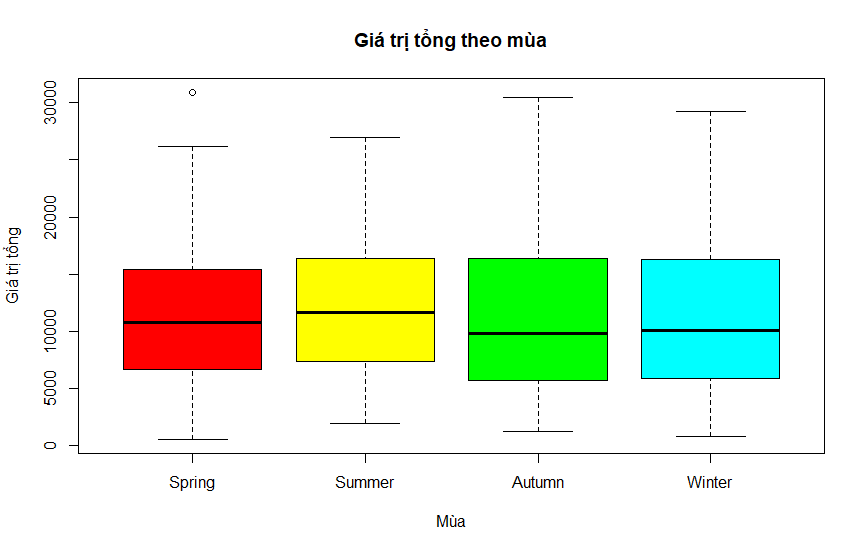 Giá trị tổng theo mùa
30000
20000
10000
5000
0
Giá trị tổng
Spring Summer Autumn Winter
Mùa